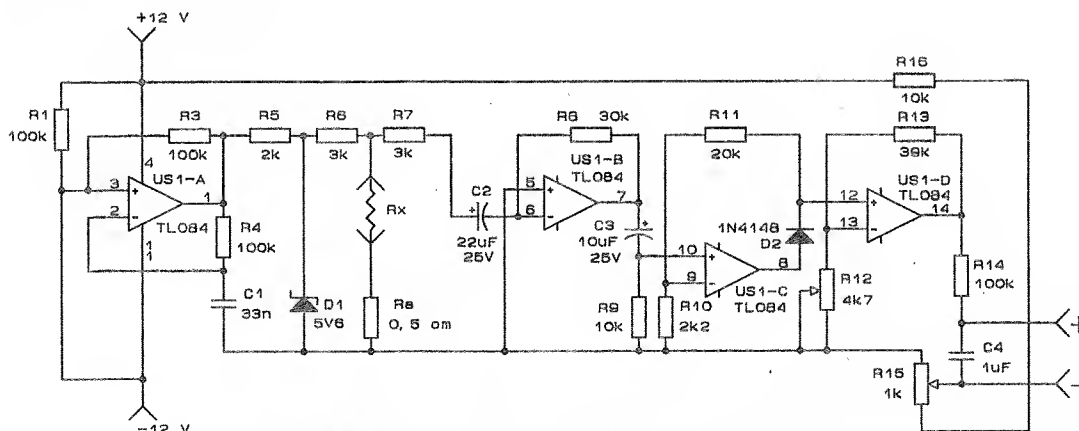 +12 V
R1
100k
R3
100k
4
US1-A
3
2
1
TL084
11
R4
100k
C1
33n
R5
2k
R6
3k
R7
3k
D1
5V6
Rx
Rs
0,5 om
C2
22uF
25V
R8 30k
US1-B
TL084
5
6
7
C3
10uF
25V
R9
10k
R10
2k2
R11
20k
10
9
8
US1-C
TL084
1N4148
D2
R16
10k
R13
39k
US1-D
TL084
12
13
14
R12
4k7
R14
100k
C4
1uF
R15
1k
+
-
-12 V